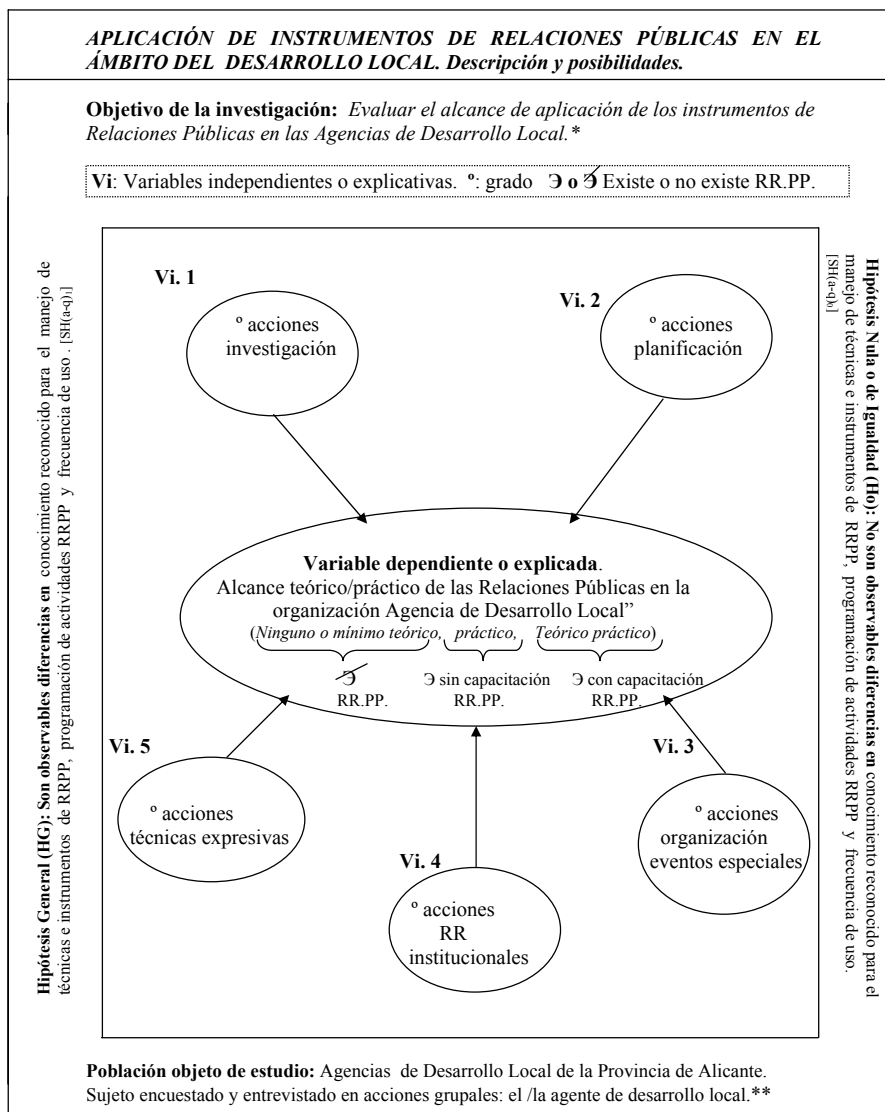 APLICACIÓN DE INSTRUMENTOS DE RELACIONES PÚBLICAS EN EL
ÁMBITO DEL DESARROLLO LOCAL. Descripción y posibilidades.
Objetivo de la investigación: Evaluar el alcance de aplicación de los instrumentos de
Relaciones Públicas en las Agencias de Desarrollo Local.*
Vi: Variables independientes o explicativas. º: grado Э o Э̸ Existe o no existe RR.PP.
Hipótesis General (HG): Son observables diferencias en conocimiento reconocido para el manejo de
técnicas e instrumentos de RRPP, programación de actividades RRPP y frecuencia de uso . [SH(a-q)₁]
Vi. 1
º acciones
investigación
Vi. 2
º acciones
planificación
Variable dependiente o explicada.
Alcance teórico/práctico de las Relaciones Públicas en la
organización Agencia de Desarrollo Local”
(Ninguno o mínimo teórico, práctico, Teórico práctico)
Э̸ Э sin capacitación Э con capacitación
RR.PP. RR.PP. RR.PP.
Vi. 5
º acciones
técnicas expresivas
Vi. 4
º acciones
RR
institucionales
Vi. 3
º acciones
organización
eventos especiales
Hipótesis Nula o de Igualdad (Ho): No son observables diferencias en conocimiento reconocido para el
manejo de técnicas e instrumentos de RRPP, programación de actividades RRPP y frecuencia de uso.
[SH(a-q)₀]
Población objeto de estudio: Agencias de Desarrollo Local de la Provincia de Alicante.
Sujeto encuestado y entrevistado en acciones grupales: el /la agente de desarrollo local.**